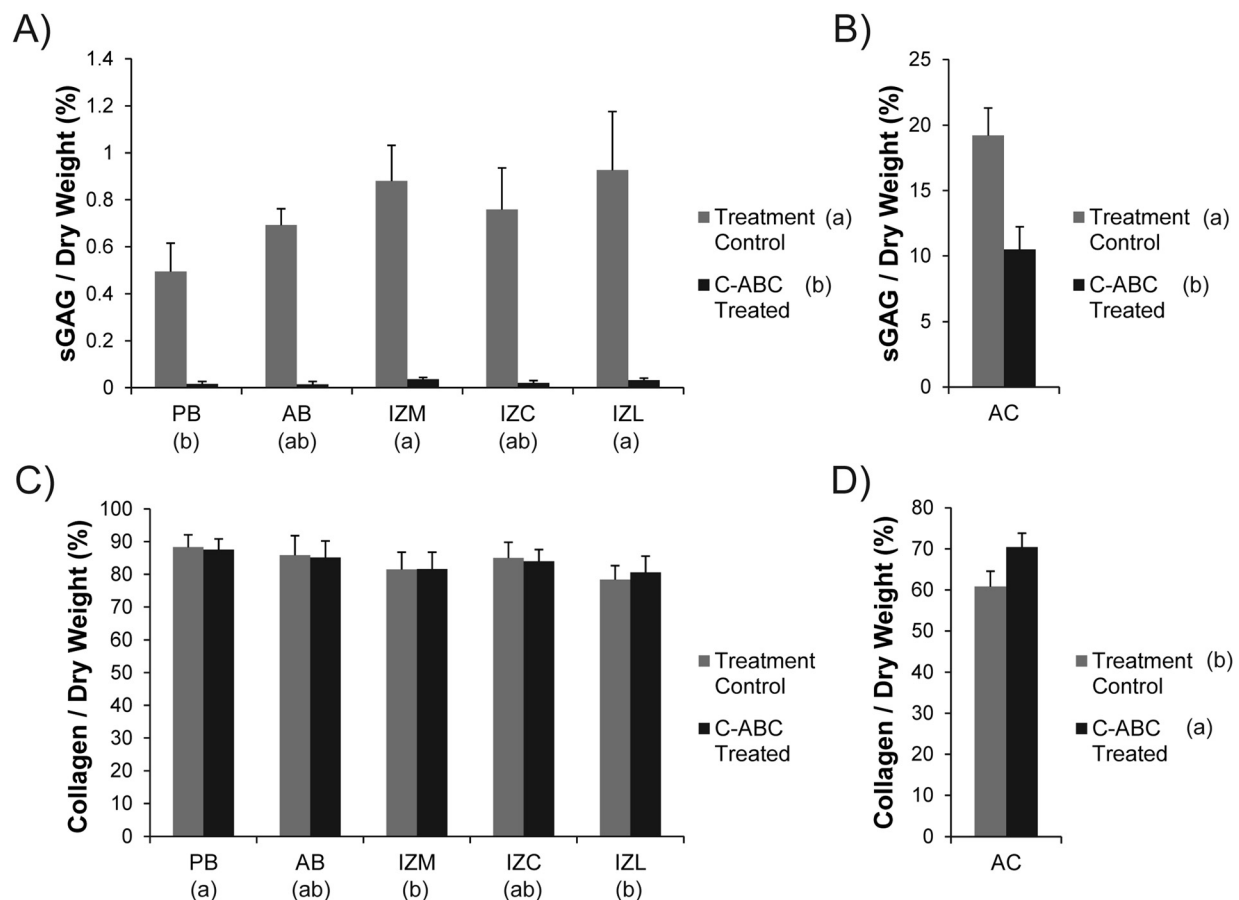 A)
sGAG / Dry Weight (%)
1.4
1.2
1
0.8
0.6
0.4
0.2
0
PB AB IZM IZC IZL
(b) (ab) (a) (ab) (a)
Treatment (a)
Control
C-ABC (b)
Treated
B)
sGAG / Dry Weight (%)
25
20
15
10
5
0
AC
Treatment (a)
Control
C-ABC (b)
Treated
C)
Collagen / Dry Weight (%)
100
90
80
70
60
50
40
30
20
10
0
PB AB IZM IZC IZL
(a) (ab) (b) (ab) (b)
Treatment
Control
C-ABC
Treated
D)
Collagen / Dry Weight (%)
80
70
60
50
40
30
20
10
0
AC
Treatment (b)
Control
C-ABC (a)
Treated